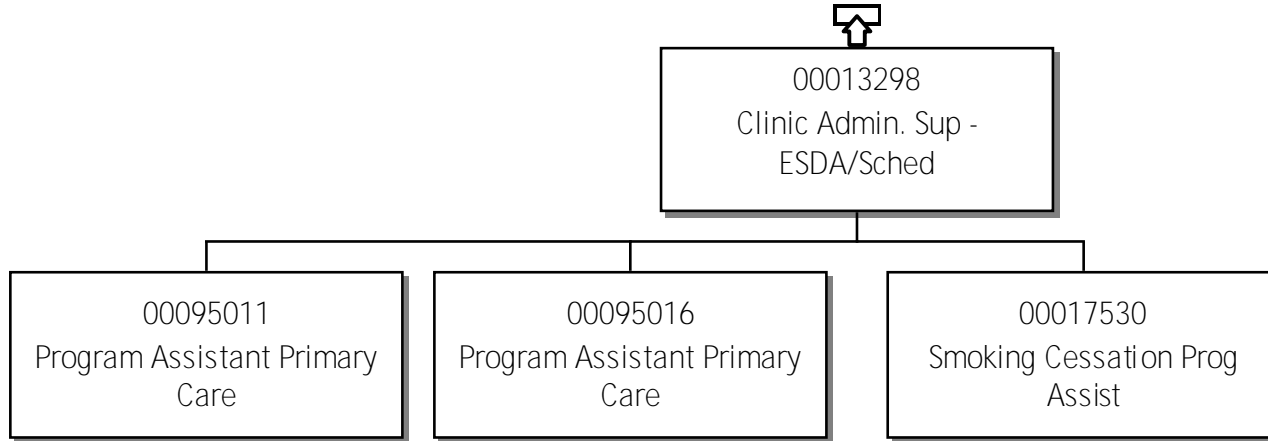 00013298
Clinic Admin. Sup -
ESDA/Sched
00095011
Program Assistant Primary
Care
00095016
Program Assistant Primary
Care
00017530
Smoking Cessation Prog
Assist